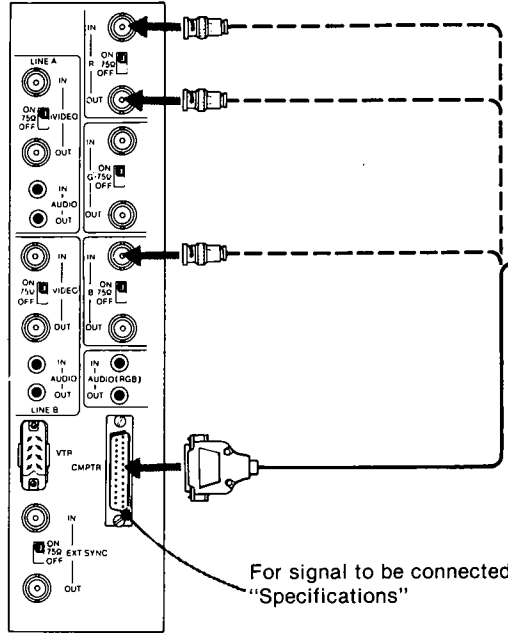 IN
R
ON
75Ω
OFF
OUT
LINE A
IN
ON
75Ω
OFF
VIDEO
OUT
IN
AUDIO
OUT
IN
ON
G 75Ω
OFF
OUT
IN
ON
75Ω
OFF
VIDEO
OUT
IN
ON
B 75Ω
OFF
OUT
IN
AUDIO
OUT
LINE B
IN
AUDIO(RGB)
OUT
VTR
CMPTR
IN
ON
75Ω
OFF
EXT SYNC
OUT
For signal to be connected
"Specifications"